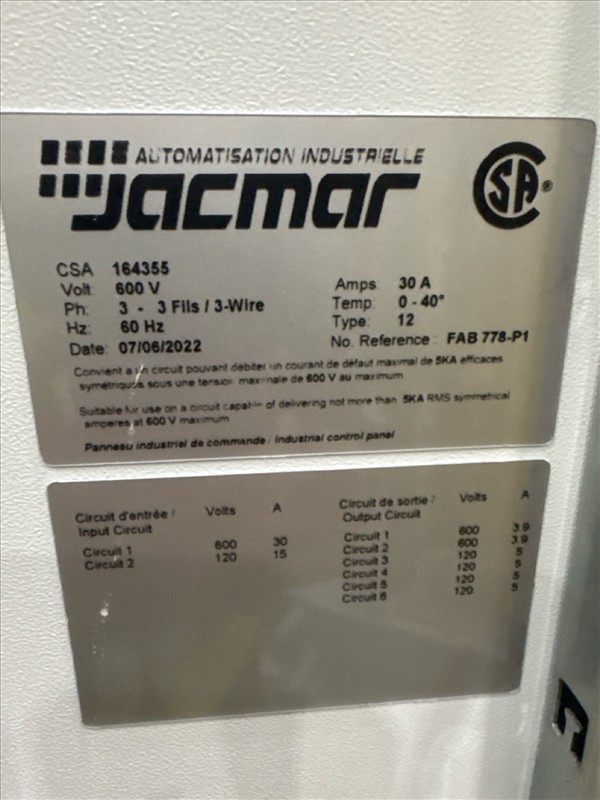 AUTOMATISATION INDUSTRIELLE
Jacmar
CSA®
CSA 164355
Volt: 600 V
Ph: 3 - 3 Fils / 3-Wire
Hz: 60 Hz
Date: 07/06/2022
Amps: 30 A
Temp: 0 - 40°
Type: 12
No. Reference: FAB 778-P1
Convient a un circuit pouvant débiter un courant de défaut maximal de 5KA efficaces
symétriques sous une tension maximale de 600 V au maximum
Suitable for use on a circuit capable of delivering not more than 5KA RMS symmetrical
amperes at 600 V maximum
Panneau industriel de commande / Industrial control panel
Circuit d'entrée / Input Circuit Volts A
Circuit 1 600 30
Circuit 2 120 15
Circuit de sortie / Output Circuit Volts A
Circuit 1 600 3.9
Circuit 2 600 3.9
Circuit 3 120 5
Circuit 4 120 5
Circuit 5 120 5
Circuit 6 120 5